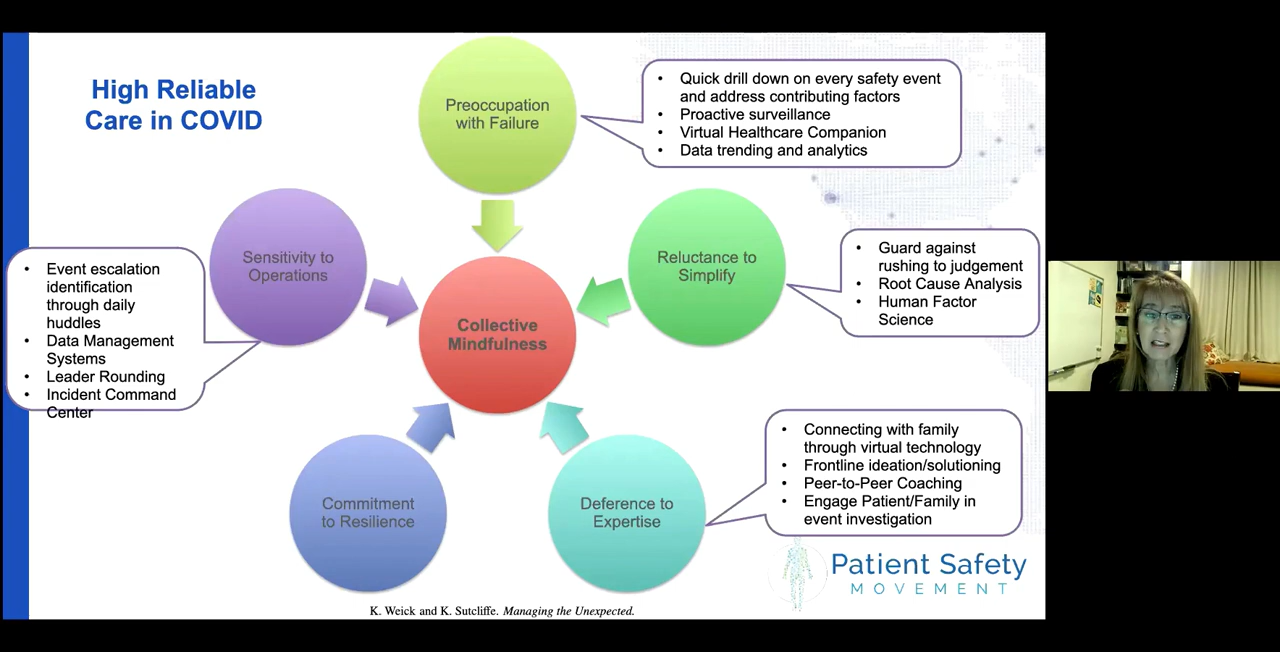 High Reliable
Care in COVID
Preoccupation
with Failure
• Quick drill down on every safety event
and address contributing factors
• Proactive surveillance
• Virtual Healthcare Companion
• Data trending and analytics
Sensitivity to
Operations
• Event escalation
identification
through daily
huddles
• Data Management
Systems
• Leader Rounding
• Incident Command
Center
Reluctance to
Simplify
• Guard against
rushing to judgement
• Root Cause Analysis
• Human Factor
Science
Collective
Mindfulness
Commitment
to Resilience
Deference to
Expertise
• Connecting with family
through virtual technology
• Frontline ideation/solutioning
• Peer-to-Peer Coaching
• Engage Patient/Family in
event investigation
Patient Safety
MOVEMENT
K. Weick and K. Sutcliffe. Managing the Unexpected.